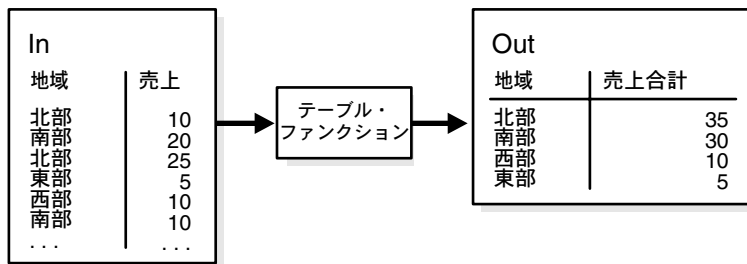 In
地域 売上
北部 10
南部 20
北部 25
東部 5
西部 10
南部 10
. . . . . .
テーブル・
ファンクション
Out
地域 売上合計
北部 35
南部 30
西部 10
東部 5